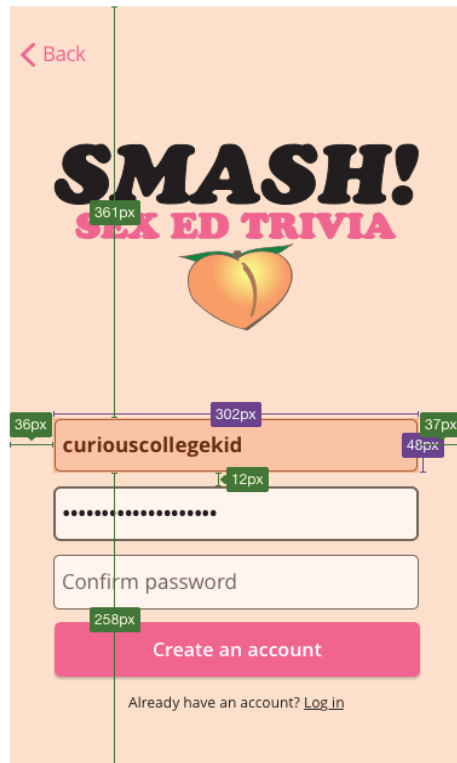 Back
SMASH!
361px
SEX ED TRIVIA
302px
36px
37px
curiouscollegekid
48px
12px
••••••••••••••••••••
Confirm password
258px
Create an account
Already have an account? Log in